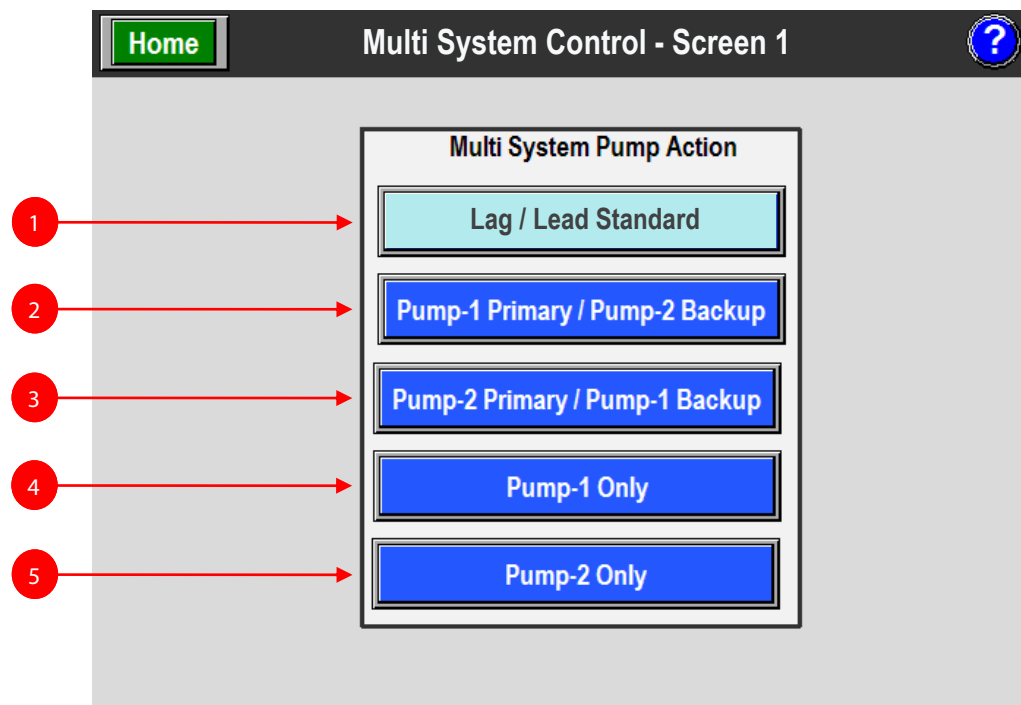 Home
Multi System Control - Screen 1
?
Multi System Pump Action
1
Lag / Lead Standard
2
Pump-1 Primary / Pump-2 Backup
3
Pump-2 Primary / Pump-1 Backup
4
Pump-1 Only
5
Pump-2 Only